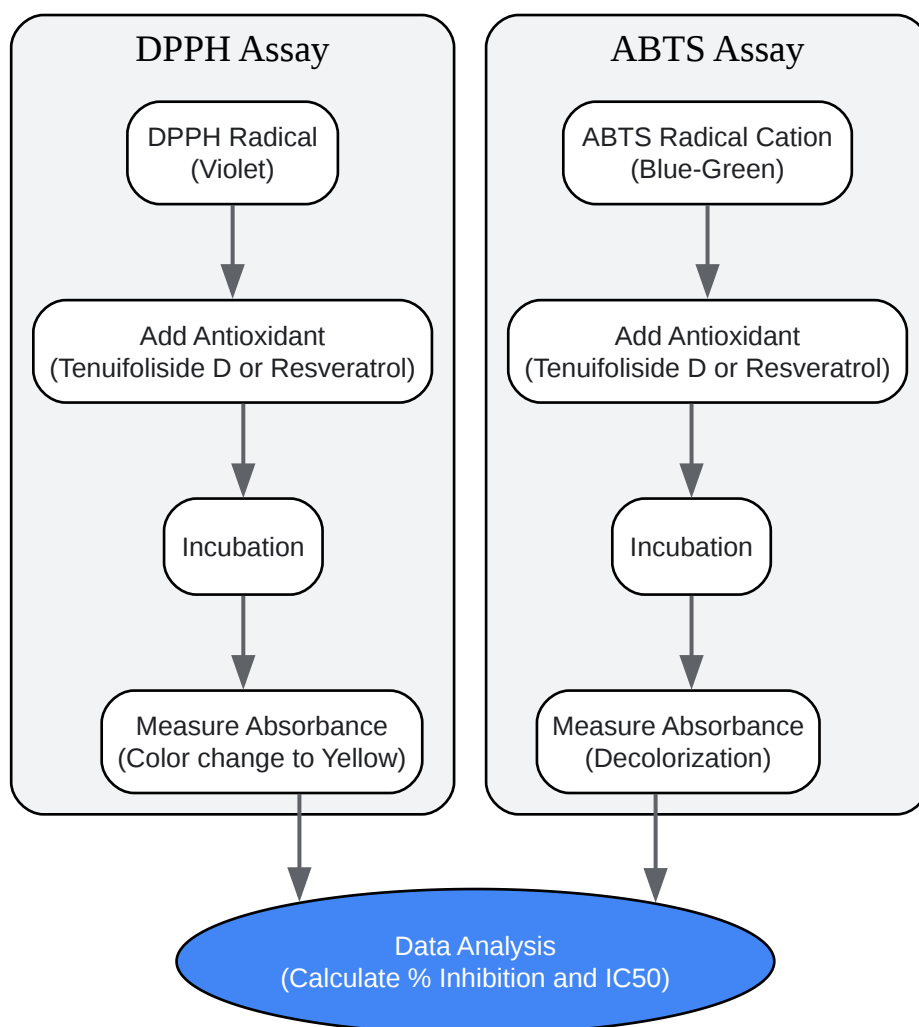 DPPH Assay
DPPH Radical
(Violet)
Add Antioxidant
(Tenuifoliside D or Resveratrol)
Incubation
Measure Absorbance
(Color change to Yellow)
ABTS Assay
ABTS Radical Cation
(Blue-Green)
Add Antioxidant
(Tenuifoliside D or Resveratrol)
Incubation
Measure Absorbance
(Decolorization)
Data Analysis
(Calculate % Inhibition and IC50)